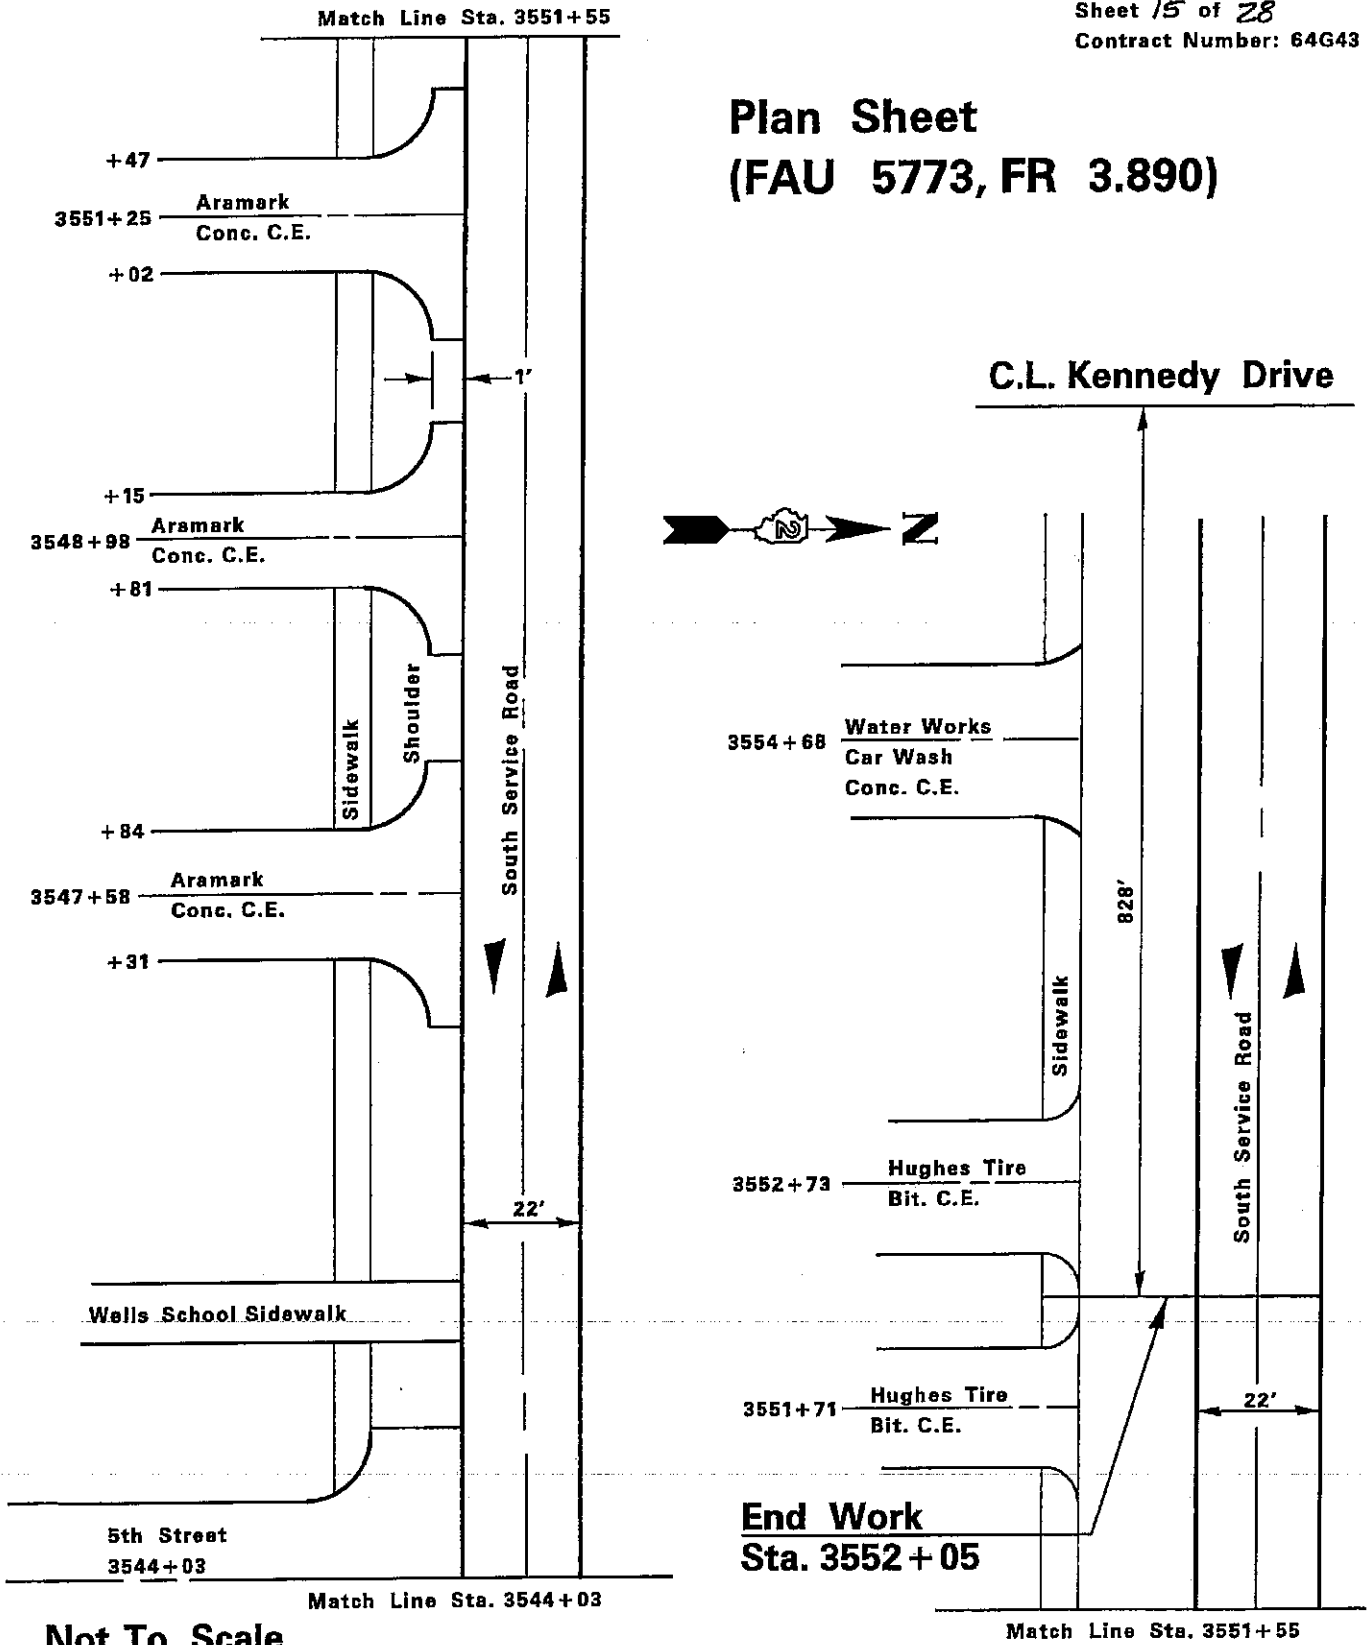 Match Line Sta. 3551+55
Sheet 15 of 28
Contract Number: 64G43
Plan Sheet
(FAU 5773, FR 3.890)
+47
Aramark
3551+25
Conc. C.E.
+02
1'
+15
Aramark
3548+98
Conc. C.E.
+81
Sidewalk
Shoulder
South Service Road
+84
Aramark
3547+58
Conc. C.E.
+31
22'
Wells School Sidewalk
5th Street
3544+03
Match Line Sta. 3544+03
Not To Scale
C.L. Kennedy Drive
2
N
Water Works
3554+68
Car Wash
Conc. C.E.
828'
Sidewalk
South Service Road
Hughes Tire
3552+73
Bit. C.E.
Hughes Tire
3551+71
Bit. C.E.
22'
End Work
Sta. 3552+05
Match Line Sta. 3551+55